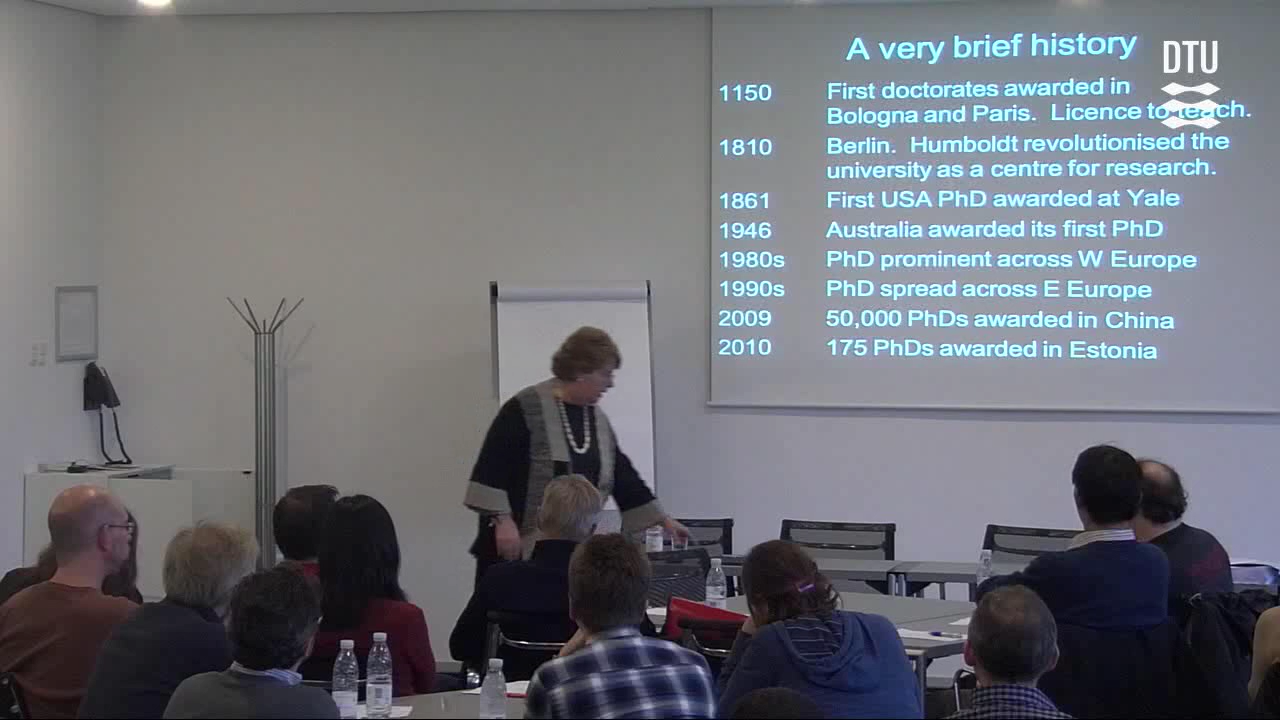 A very brief history
DTU
1150 First doctorates awarded in
Bologna and Paris. Licence to teach.
1810 Berlin. Humboldt revolutionised the
university as a centre for research.
1861 First USA PhD awarded at Yale
1946 Australia awarded its first PhD
1980s PhD prominent across W Europe
1990s PhD spread across E Europe
2009 50,000 PhDs awarded in China
2010 175 PhDs awarded in Estonia